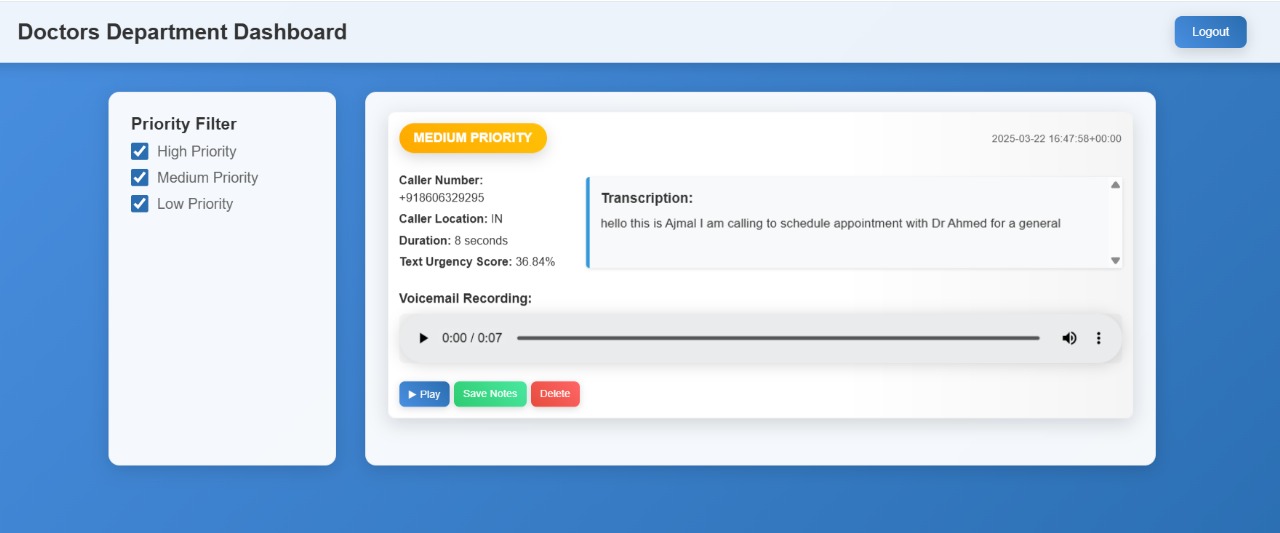 Doctors Department Dashboard
Logout
Priority Filter
High Priority
Medium Priority
Low Priority
MEDIUM PRIORITY
2025-03-22 16:47:58+00:00
Caller Number:
+918606329295
Caller Location: IN
Duration: 8 seconds
Text Urgency Score: 36.84%
Transcription:
hello this is Ajmal I am calling to schedule appointment with Dr Ahmed for a general
Voicemail Recording:
0:00 / 0:07
Play
Save Notes
Delete